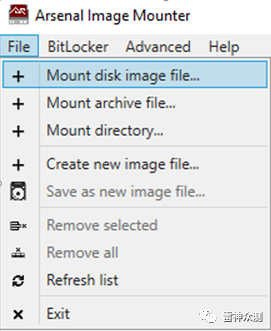 Arsenal Image Mounter
File BitLocker Advanced Help
Mount disk image file...
Mount archive file...
Mount directory...
Create new image file...
Save as new image file...
Remove selected
Remove all
Refresh list
Exit
雷神众测